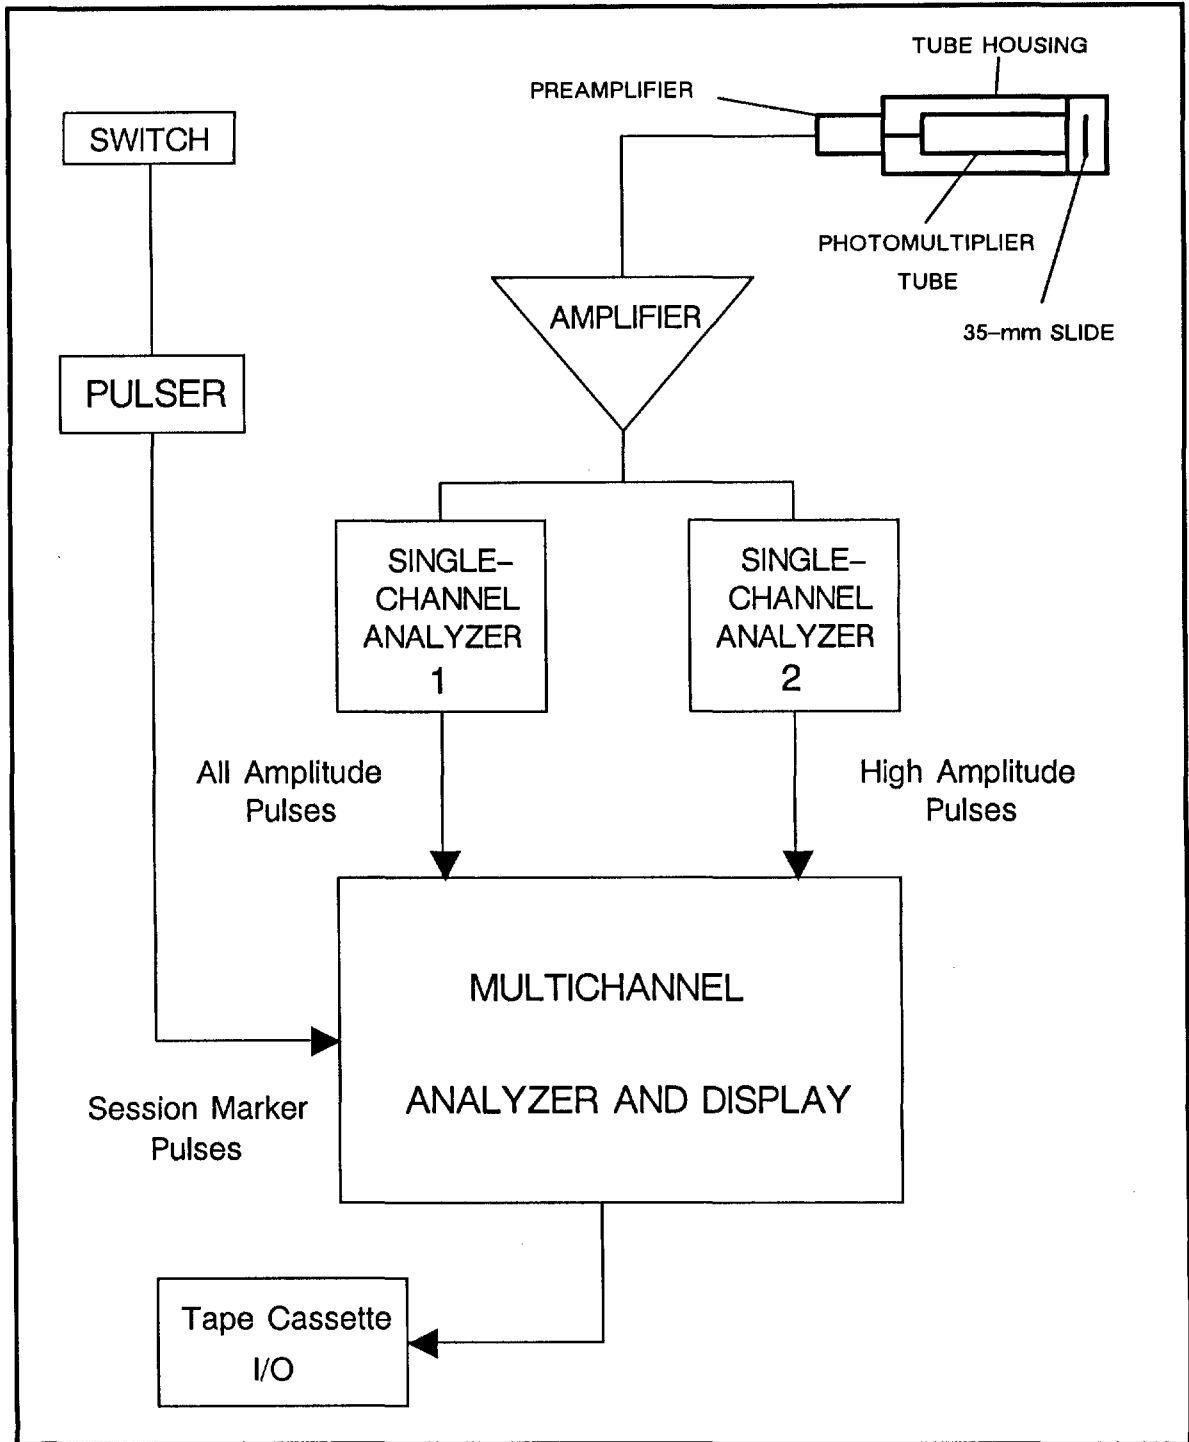 TUBE HOUSING
PREAMPLIFIER
SWITCH
PHOTOMULTIPLIER
TUBE
35-mm SLIDE
AMPLIFIER
PULSER
SINGLE-
CHANNEL
ANALYZER
1
SINGLE-
CHANNEL
ANALYZER
2
All Amplitude
Pulses
High Amplitude
Pulses
MULTICHANNEL
ANALYZER AND DISPLAY
Session Marker
Pulses
Tape Cassette
I/O